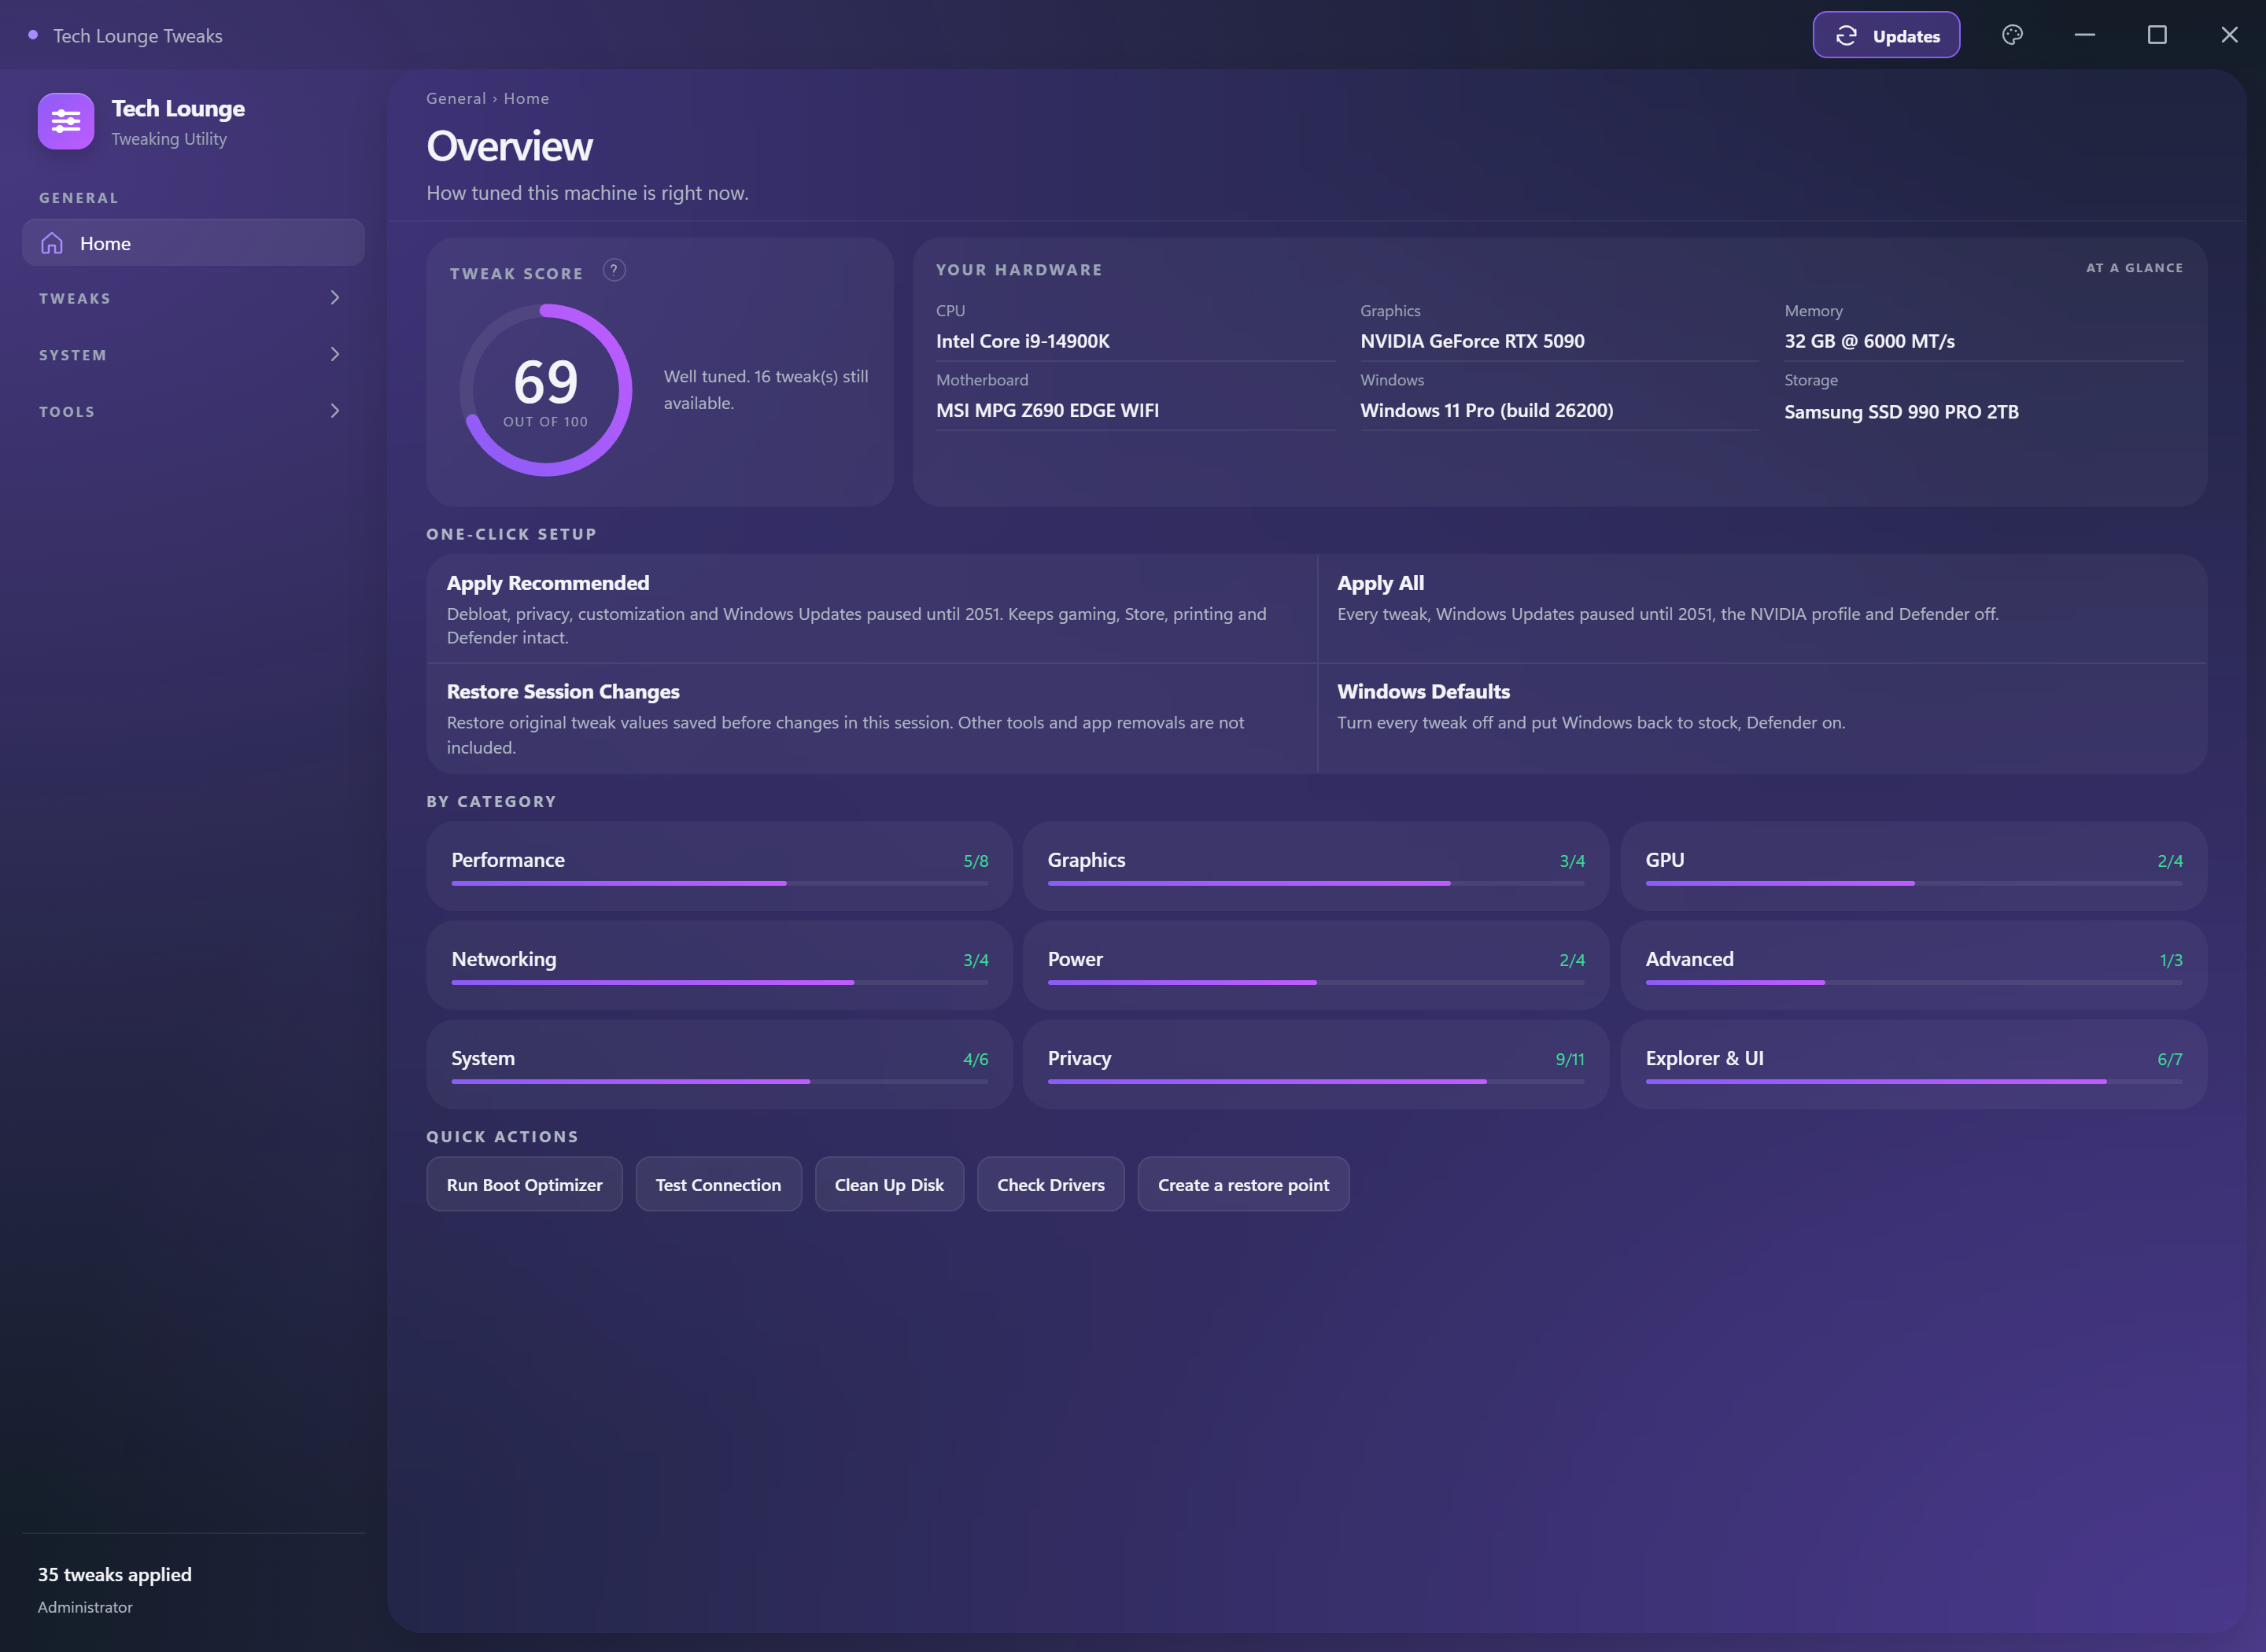 Tech Lounge Tweaks
Updates
Tech Lounge
Tweaking Utility
GENERAL
Home
TWEAKS
SYSTEM
TOOLS
35 tweaks applied
Administrator
General › Home
Overview
How tuned this machine is right now.
TWEAK SCORE ?
69
OUT OF 100
Well tuned. 16 tweak(s) still
available.
YOUR HARDWARE
AT A GLANCE
CPU
Intel Core i9-14900K
Graphics
NVIDIA GeForce RTX 5090
Memory
32 GB @ 6000 MT/s
Motherboard
MSI MPG Z690 EDGE WIFI
Windows
Windows 11 Pro (build 26200)
Storage
Samsung SSD 990 PRO 2TB
ONE-CLICK SETUP
Apply Recommended
Debloat, privacy, customization and Windows Updates paused until 2051. Keeps gaming, Store, printing and
Defender intact.
Apply All
Every tweak, Windows Updates paused until 2051, the NVIDIA profile and Defender off.
Restore Session Changes
Restore original tweak values saved before changes in this session. Other tools and app removals are not
included.
Windows Defaults
Turn every tweak off and put Windows back to stock, Defender on.
BY CATEGORY
Performance 5/8
Graphics 3/4
GPU 2/4
Networking 3/4
Power 2/4
Advanced 1/3
System 4/6
Privacy 9/11
Explorer & UI 6/7
QUICK ACTIONS
Run Boot Optimizer
Test Connection
Clean Up Disk
Check Drivers
Create a restore point